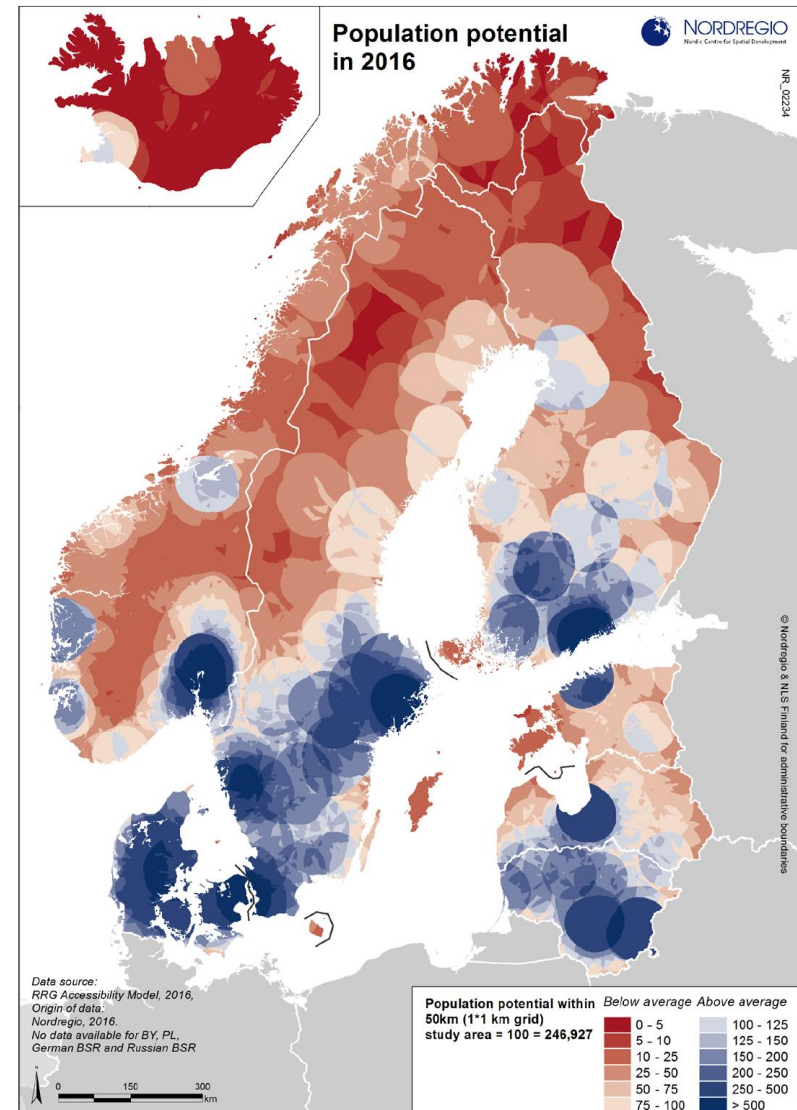 Population potential
in 2016
NORDREGIO
Nordic Centre for Spatial Development
NR_02234
© Nordregio & NLS Finland for administrative boundaries
Data source:
RRG Accessibility Model, 2016,
Origin of data:
Nordregio, 2016.
No data available for BY, PL,
German BSR and Russian BSR
N
0 150 300
km
Population potential within
50km (1*1 km grid)
study area = 100 = 246,927
Below average
0 - 5
5 - 10
10 - 25
25 - 50
50 - 75
75 - 100
Above average
100 - 125
125 - 150
150 - 200
200 - 250
250 - 500
> 500